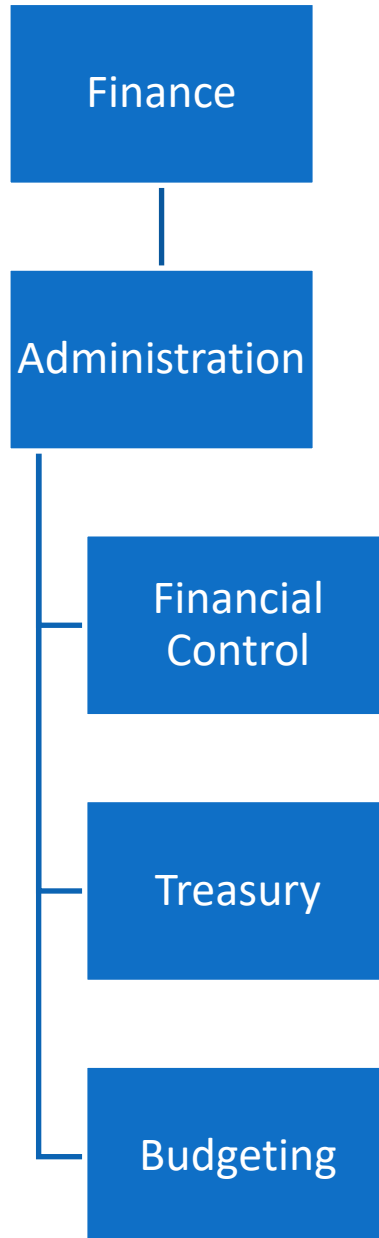 Finance
Administration
Financial
Control
Treasury
Budgeting